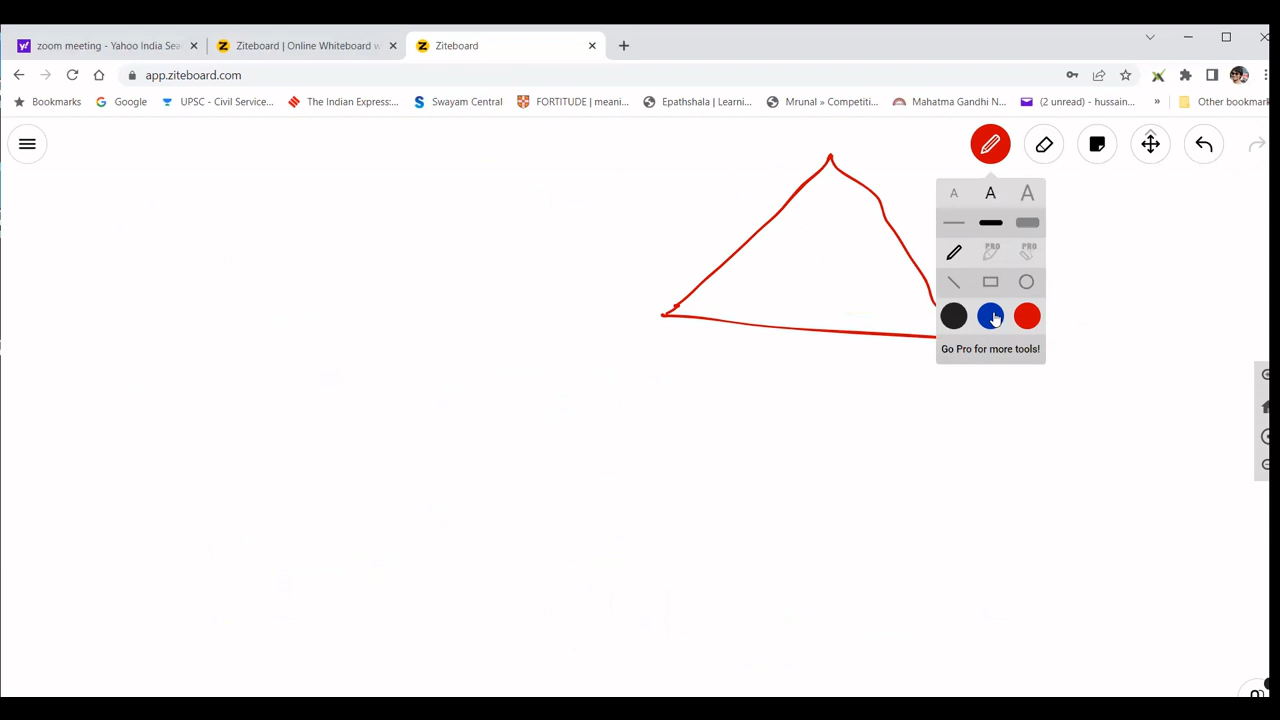 zoom meeting - Yahoo India Sea
Ziteboard | Online Whiteboard w
Ziteboard
app.ziteboard.com
Bookmarks
Google
UPSC - Civil Service...
The Indian Express:...
Swayam Central
FORTITUDE | meani...
Epathshala | Learni...
Mrunal » Competiti...
Mahatma Gandhi N...
(2 unread) - hussain...
»
Other bookmar
A A A
PRO PRO
Go Pro for more tools!